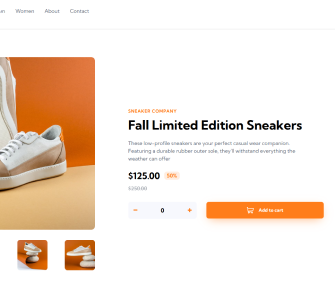 Women About Contact
SNEAKER COMPANY
Fall Limited Edition Sneakers
These low-profile sneakers are your perfect casual wear companion.
Featuring a durable rubber outer sole, they'll withstand everything the
weather can offer
$125.00 50%
$250.00
- 0 +
Add to cart